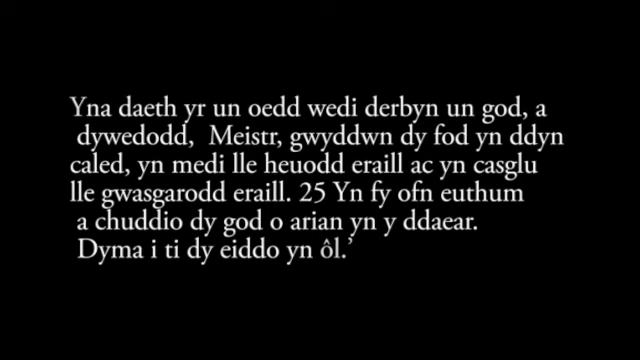 Yna daeth yr un oedd wedi derbyn un god, a
dywedodd, Meistr, gwyddwn dy fod yn ddyn
caled, yn medi lle heuodd eraill ac yn casglu
lle gwasgarodd eraill. 25 Yn fy ofn euthum
a chuddio dy god o arian yn y ddaear.
Dyma i ti dy eiddo yn ôl.’